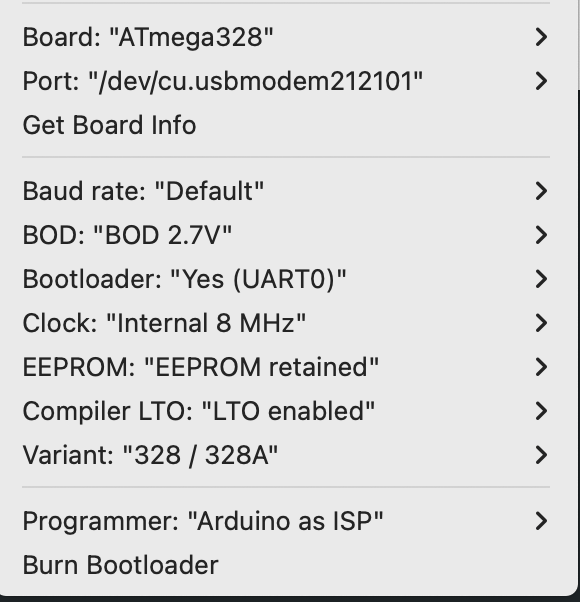 Board: "ATmega328"
Port: "/dev/cu.usbmodem212101"
Get Board Info
Baud rate: "Default"
BOD: "BOD 2.7V"
Bootloader: "Yes (UART0)"
Clock: "Internal 8 MHz"
EEPROM: "EEPROM retained"
Compiler LTO: "LTO enabled"
Variant: "328 / 328A"
Programmer: "Arduino as ISP"
Burn Bootloader